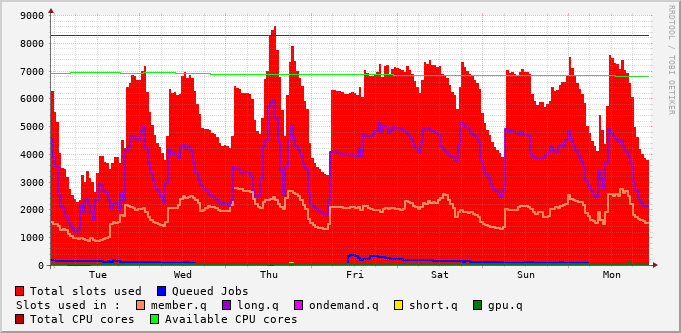 RRDTOOL / TOBI OETIKER
9000
8000
7000
6000
5000
4000
3000
2000
1000
0
Tue Wed Thu Fri Sat Sun Mon
Total slots used Queued Jobs
Slots used in : member.q long.q ondemand.q short.q gpu.q
Total CPU cores Available CPU cores